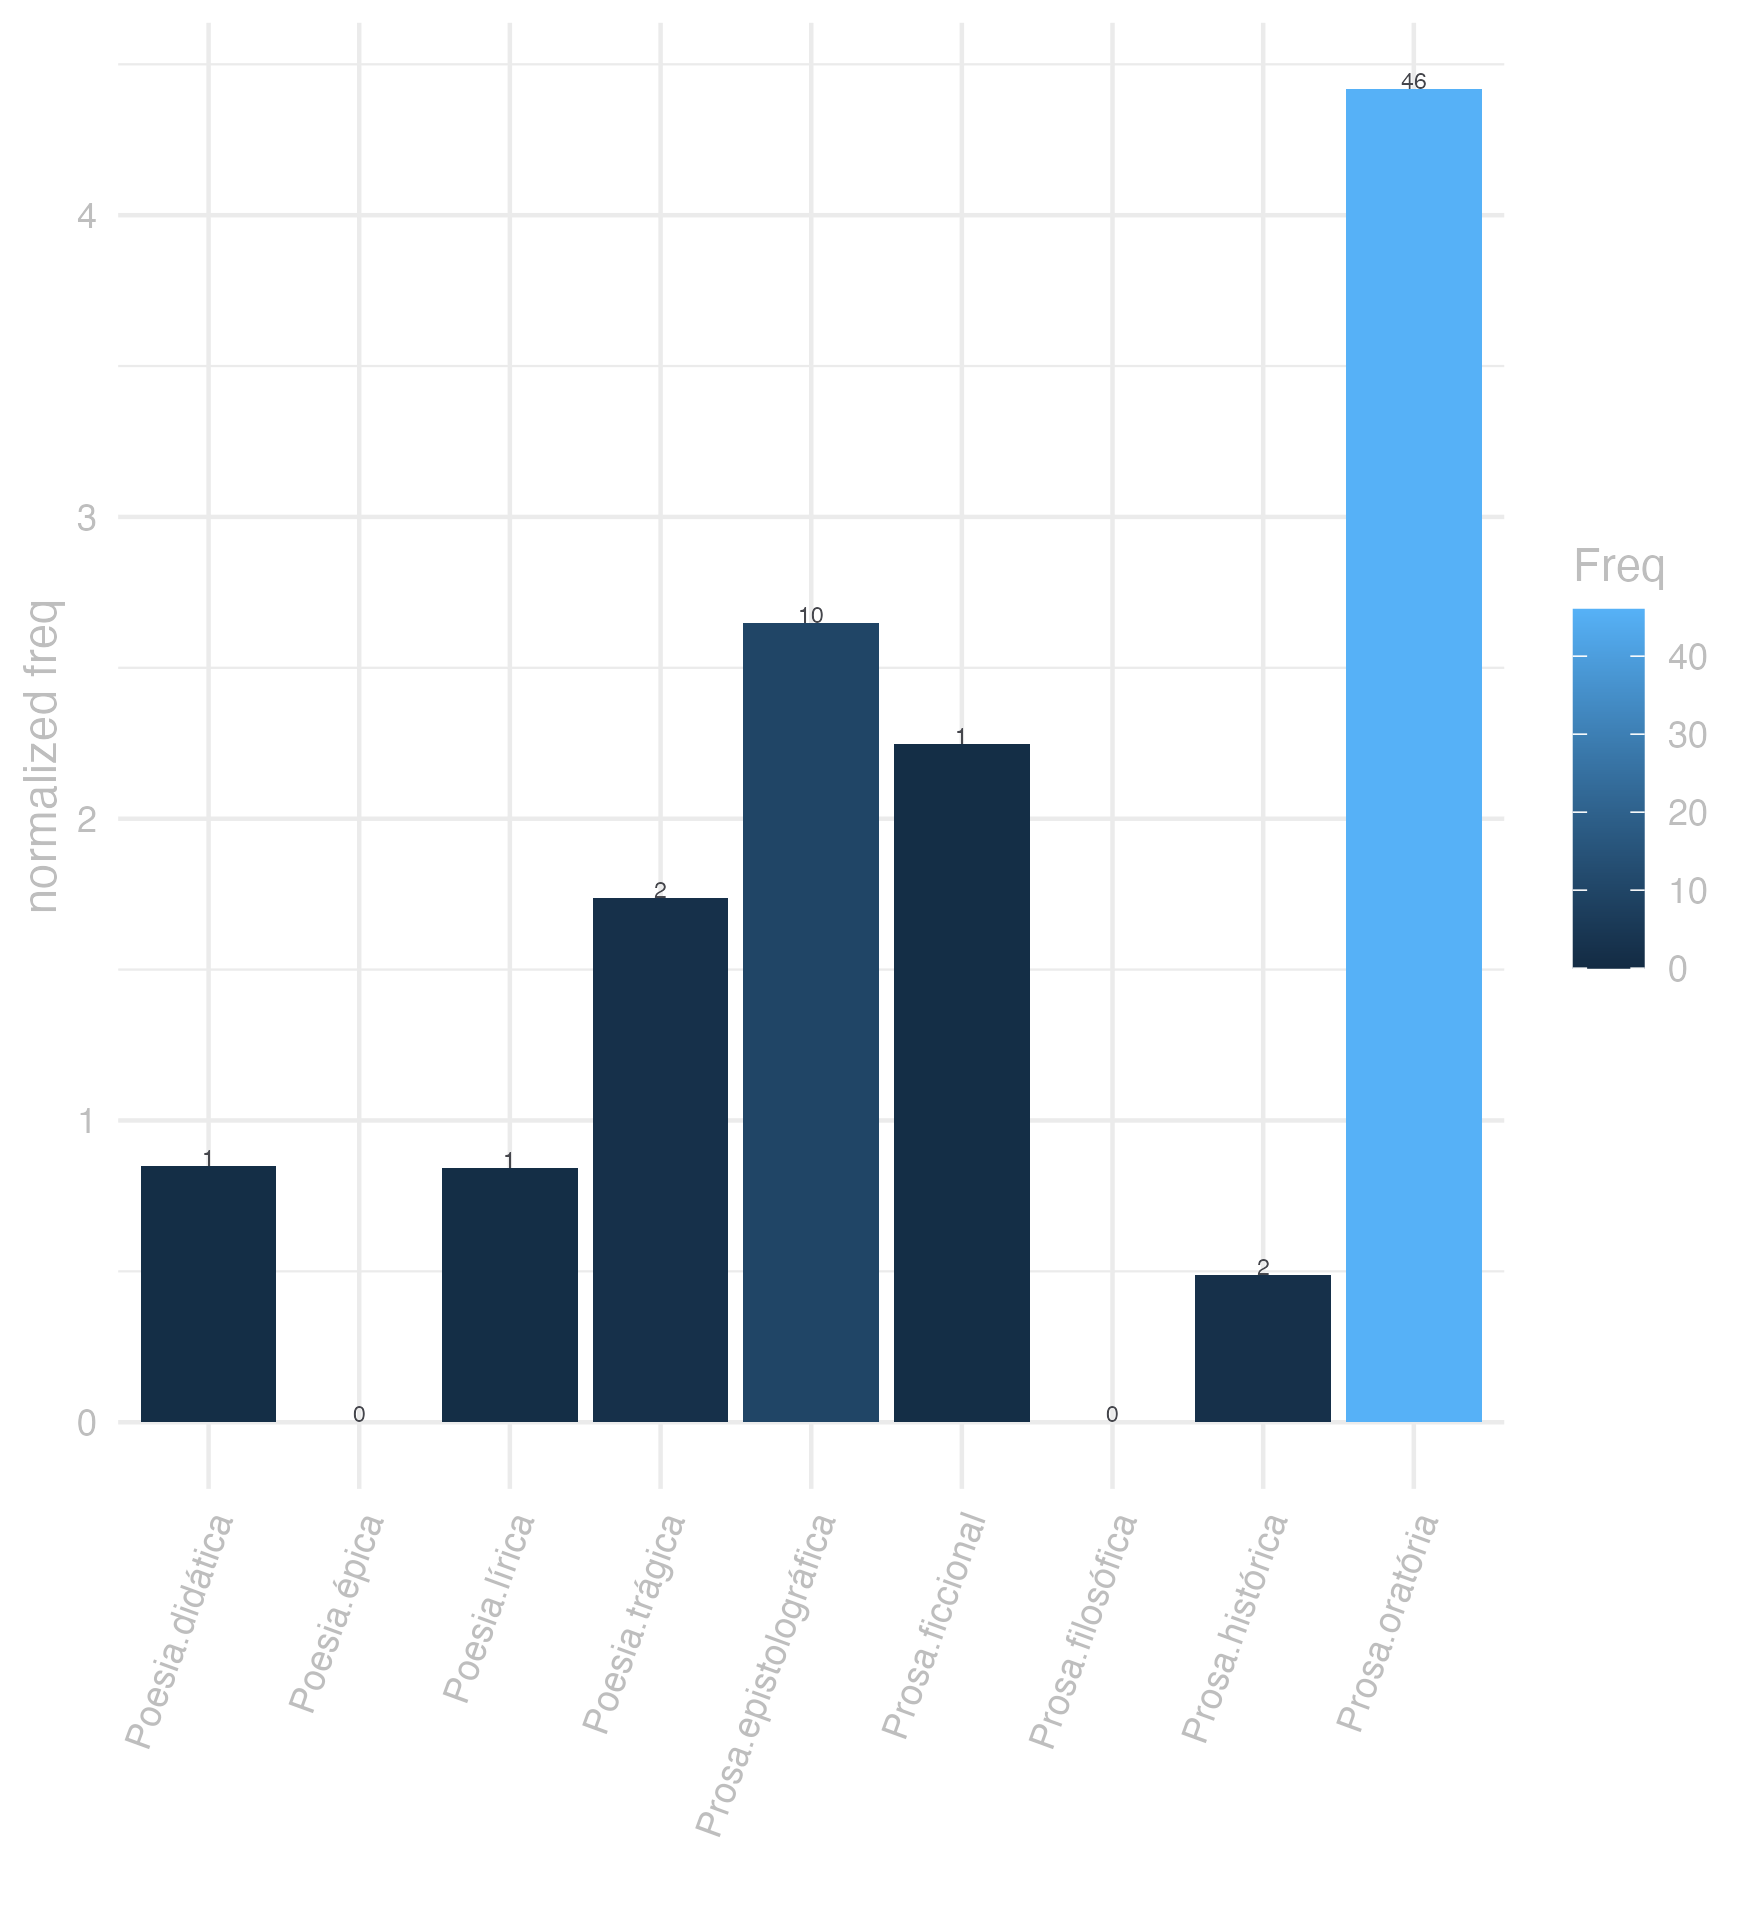 normalized freq
4
3
2
1
0
1
0
1
2
10
1
0
2
46
Poesia.didática
Poesia.épica
Poesia.lírica
Poesia.trágica
Prosa.epistolográfica
Prosa.ficcional
Prosa.filosófica
Prosa.histórica
Prosa.oratória
Freq
40
30
20
10
0